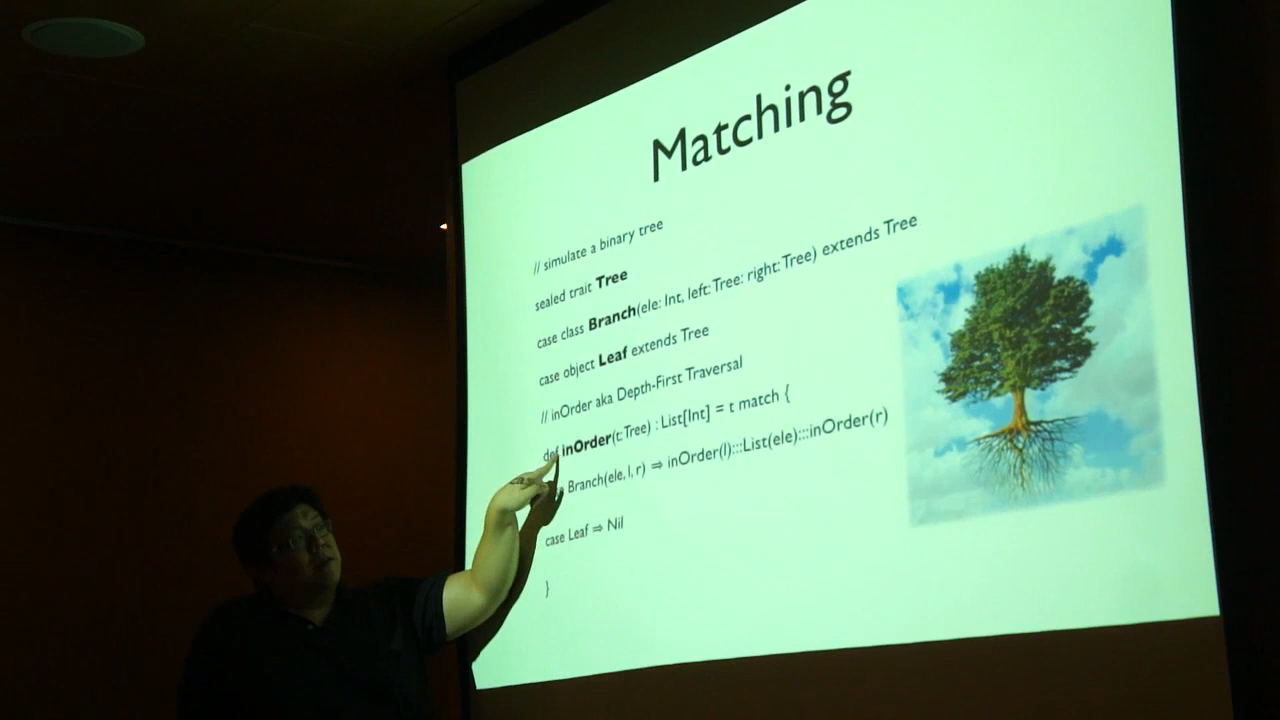 Matching
// simulate a binary tree
sealed trait Tree
case class Branch(ele: Int, left: Tree: right: Tree) extends Tree
case object Leaf extends Tree
// inOrder aka Depth-First Traversal
def inOrder(t: Tree) : List[Int] = t match {
Branch(ele, l, r) ⇒ inOrder(l):::List(ele):::inOrder(r)
case Leaf ⇒ Nil
}